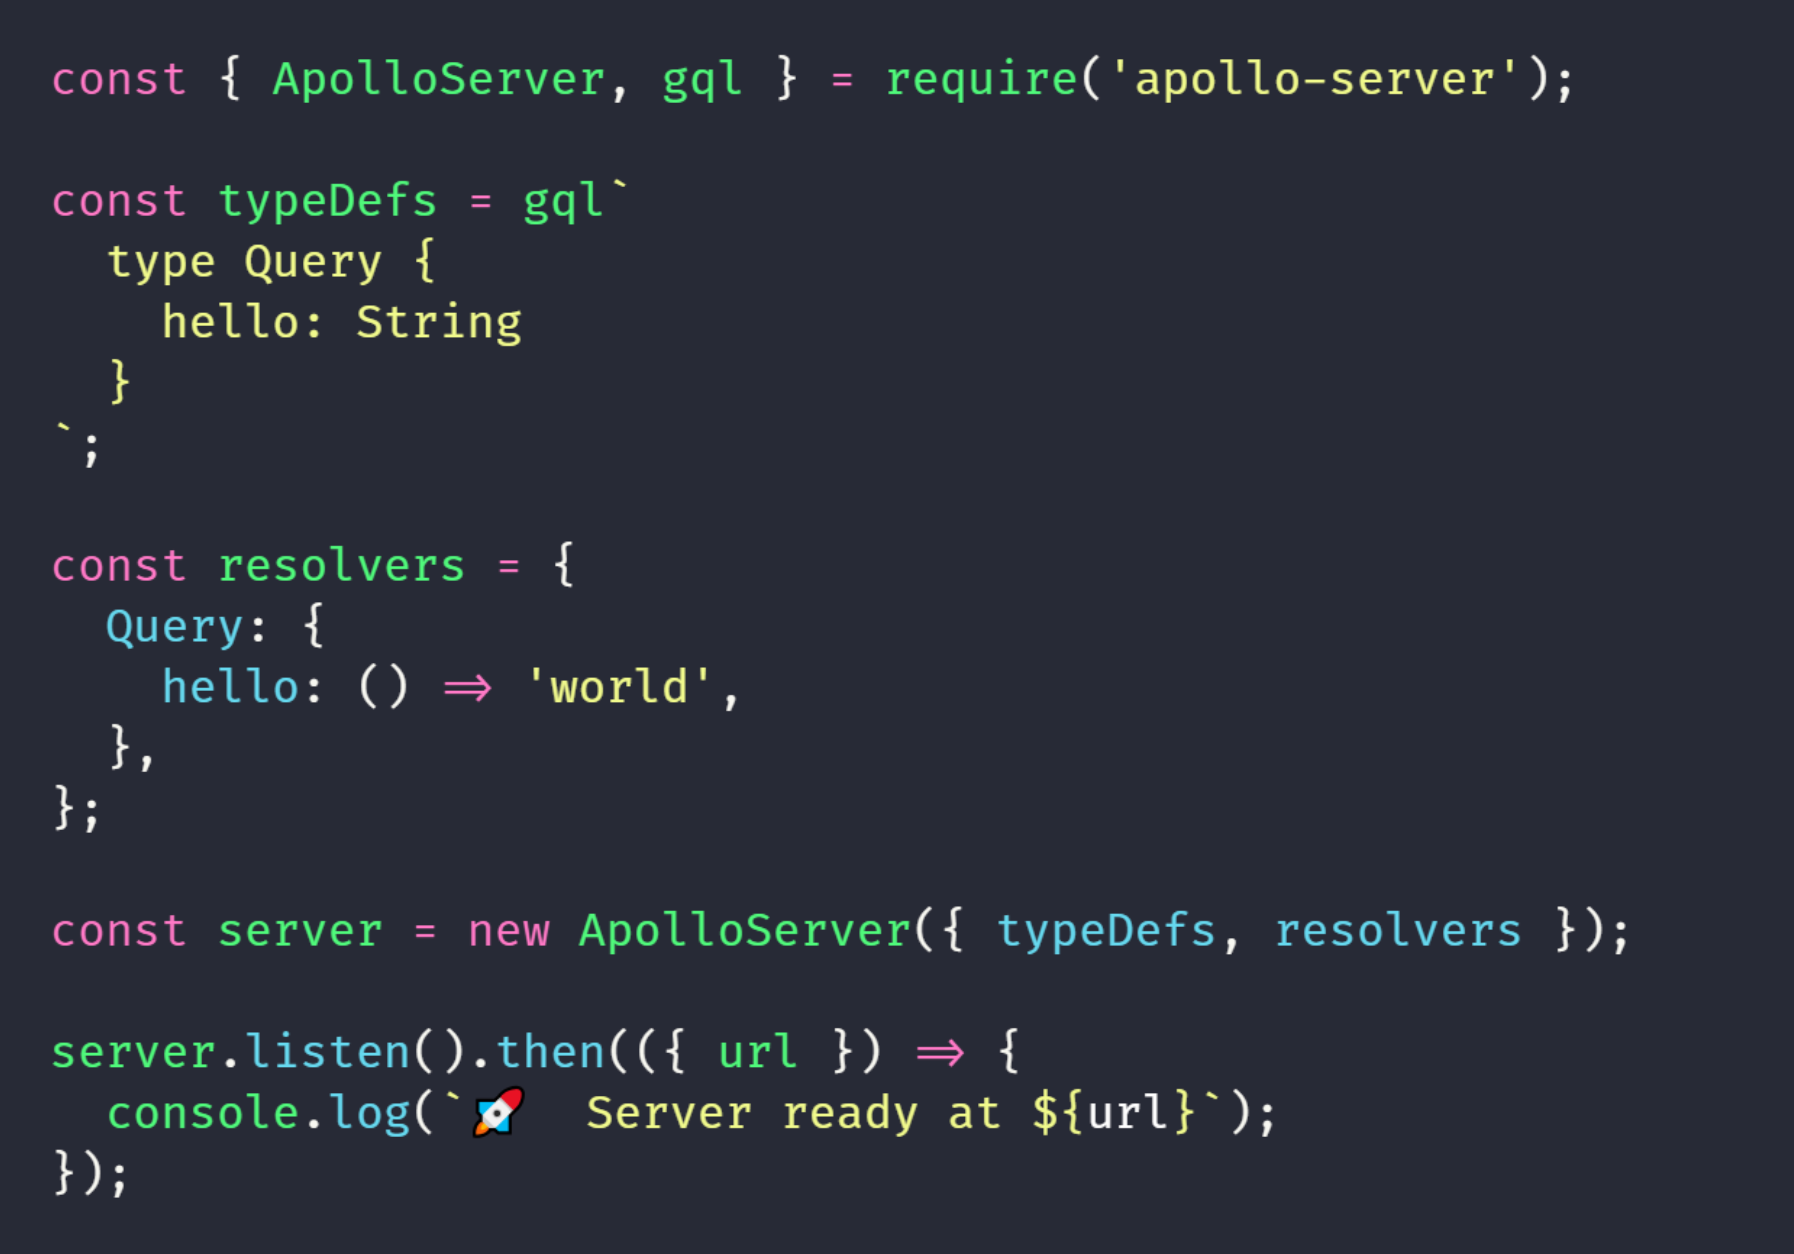 const { ApolloServer, gql } = require('apollo-server');

const typeDefs = gql`
  type Query {
    hello: String
  }
`;

const resolvers = {
  Query: {
    hello: () => 'world',
  },
};

const server = new ApolloServer({ typeDefs, resolvers });

server.listen().then(({ url }) => {
  console.log(`🚀  Server ready at ${url}`);
});